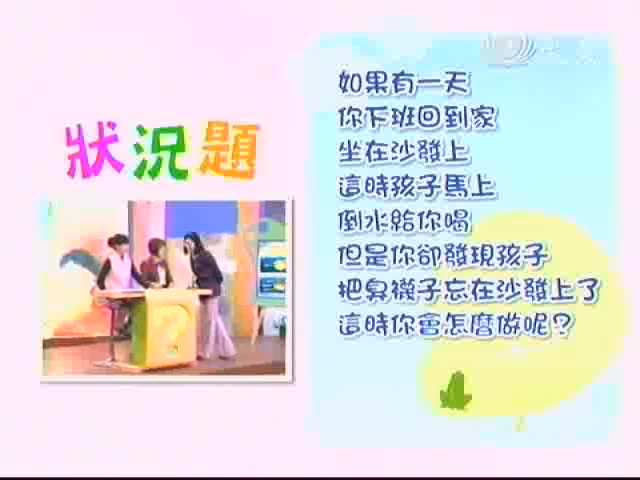 狀況題
如果有一天
你下班回到家
坐在沙發上
這時孩子馬上
倒水給你喝
但是你卻發現孩子
把臭襪子忘在沙發上了
這時你會怎麼做呢？
?